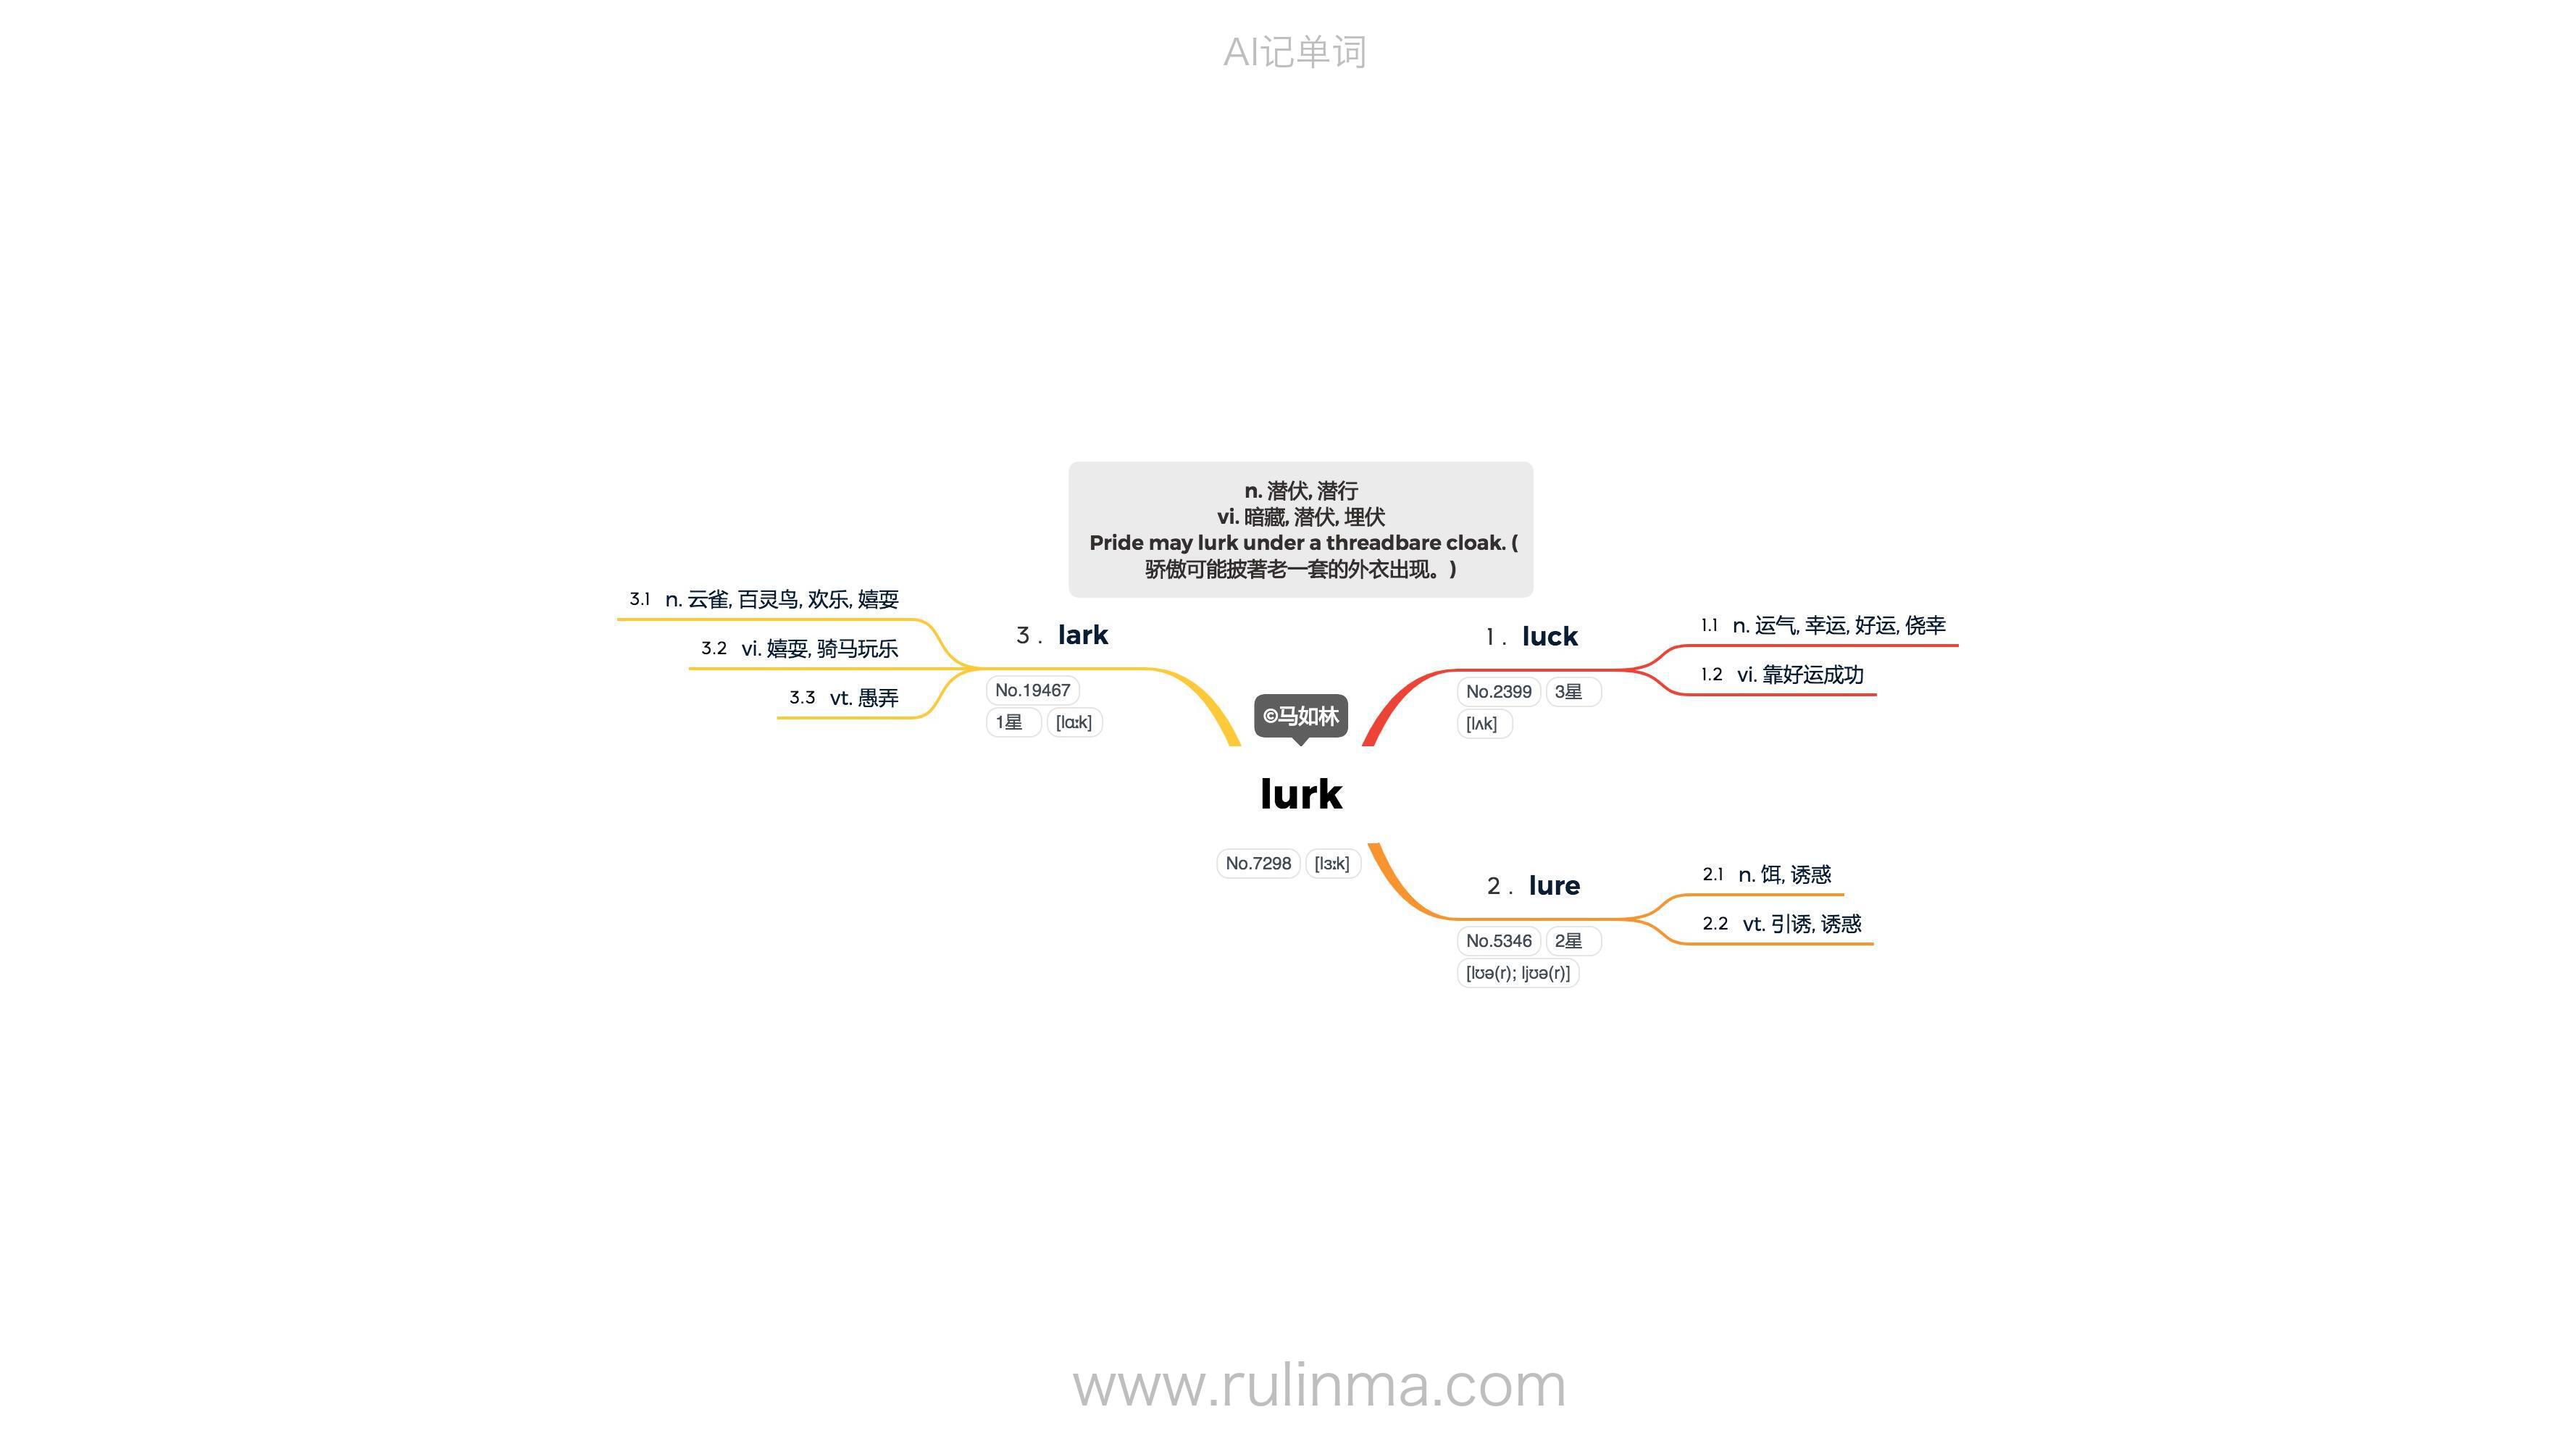 AI记单词
n. 潜伏, 潜行
vi. 暗藏, 潜伏, 埋伏
Pride may lurk under a threadbare cloak. (
骄傲可能披著老一套的外衣出现。)
©马如林
lurk
No.7298 [lɜːk]
1 . luck
No.2399 3星
[lʌk]
1.1 n. 运气, 幸运, 好运, 侥幸
1.2 vi. 靠好运成功
2 . lure
No.5346 2星
[lʊə(r); ljʊə(r)]
2.1 n. 饵, 诱惑
2.2 vt. 引诱, 诱惑
3 . lark
No.19467
1星 [lɑːk]
3.1 n. 云雀, 百灵鸟, 欢乐, 嬉耍
3.2 vi. 嬉耍, 骑马玩乐
3.3 vt. 愚弄
www.rulinma.com